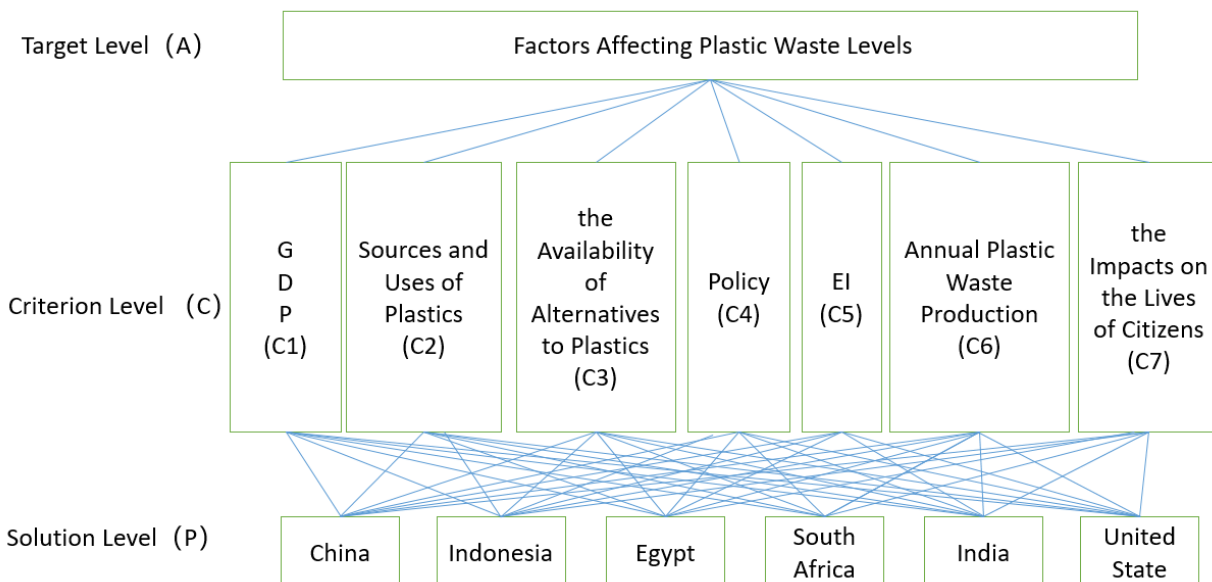 Target Level (A)
Factors Affecting Plastic Waste Levels
Criterion Level (C)
G
D
P
(C1)
Sources and
Uses of
Plastics
(C2)
the
Availability
of
Alternatives
to Plastics
(C3)
Policy
(C4)
EI
(C5)
Annual Plastic
Waste
Production
(C6)
the
Impacts on
the Lives
of Citizens
(C7)
Solution Level (P)
China
Indonesia
Egypt
South
Africa
India
United
State